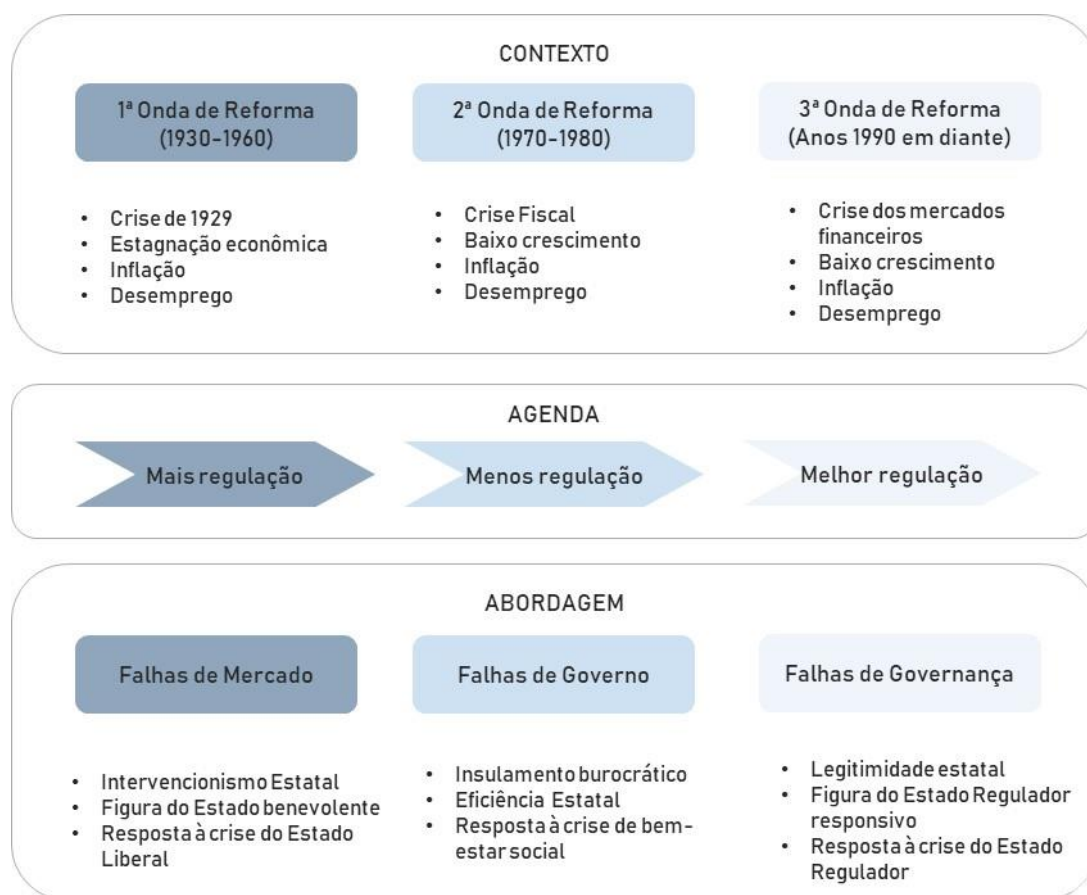 CONTEXTO
1ª Onda de Reforma
(1930-1960)
• Crise de 1929
• Estagnação econômica
• Inflação
• Desemprego
2ª Onda de Reforma
(1970-1980)
• Crise Fiscal
• Baixo crescimento
• Inflação
• Desemprego
3ª Onda de Reforma
(Anos 1990 em diante)
• Crise dos mercados
financeiros
• Baixo crescimento
• Inflação
• Desemprego
AGENDA
Mais regulação
Menos regulação
Melhor regulação
ABORDAGEM
Falhas de Mercado
• Intervencionismo Estatal
• Figura do Estado benevolente
• Resposta à crise do Estado
Liberal
Falhas de Governo
• Insulamento burocrático
• Eficiência Estatal
• Resposta à crise de bem-
estar social
Falhas de Governança
• Legitimidade estatal
• Figura do Estado Regulador
responsivo
• Resposta à crise do Estado
Regulador